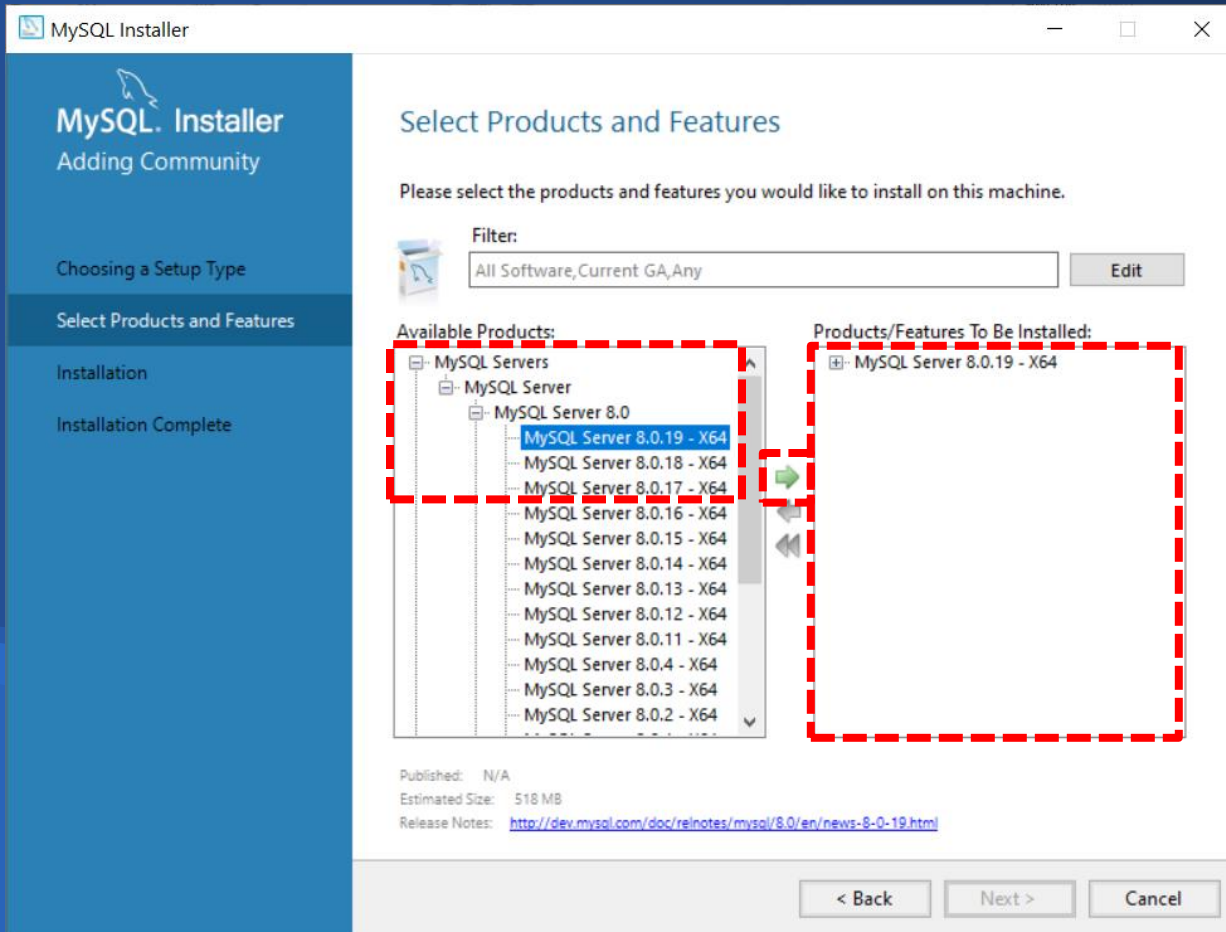 MySQL Installer
MySQL. Installer
Adding Community
Choosing a Setup Type
Select Products and Features
Installation
Installation Complete
Select Products and Features
Please select the products and features you would like to install on this machine.
Filter:
All Software,Current GA,Any
Edit
Available Products:
MySQL Servers
MySQL Server
MySQL Server 8.0
MySQL Server 8.0.19 - X64
MySQL Server 8.0.18 - X64
MySQL Server 8.0.17 - X64
MySQL Server 8.0.16 - X64
MySQL Server 8.0.15 - X64
MySQL Server 8.0.14 - X64
MySQL Server 8.0.13 - X64
MySQL Server 8.0.12 - X64
MySQL Server 8.0.11 - X64
MySQL Server 8.0.4 - X64
MySQL Server 8.0.3 - X64
MySQL Server 8.0.2 - X64
Products/Features To Be Installed:
MySQL Server 8.0.19 - X64
Published: N/A
Estimated Size: 518 MB
Release Notes: http://dev.mysql.com/doc/relnotes/mysql/8.0/en/news-8-0-19.html
< Back
Next >
Cancel